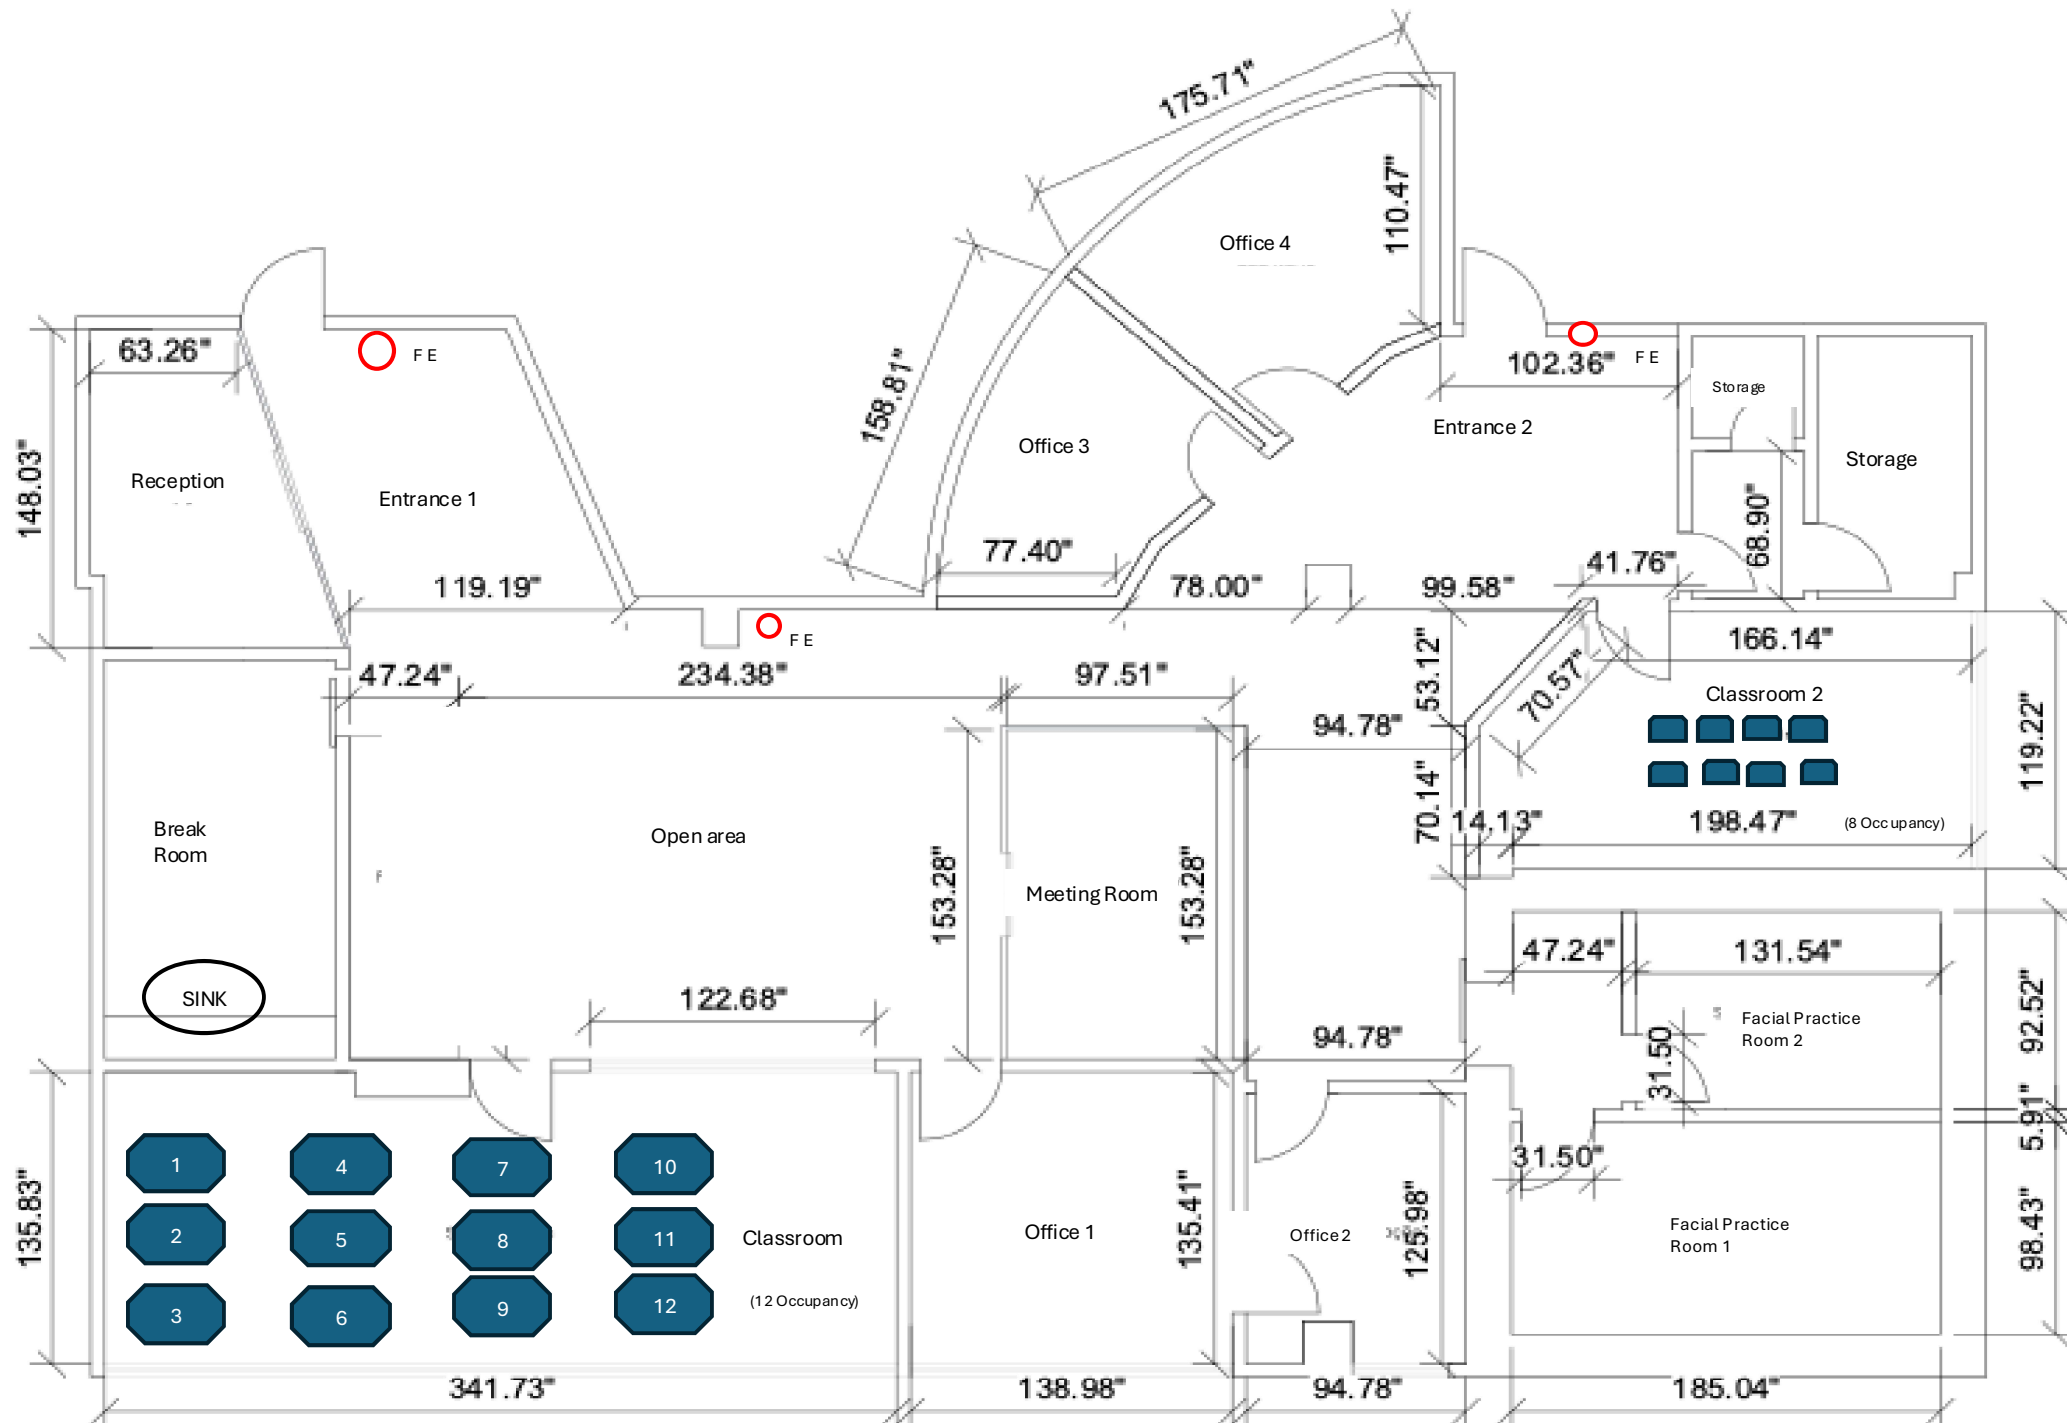 175.71"
110.47"
Office 4
158.81"
63.26"
F E
102.36"
F E
Storage
Entrance 2
Office 3
Storage
148.03"
Reception
Entrance 1
68.90"
77.40"
119.19"
78.00"
99.58"
41.76"
F E
166.14"
47.24"
234.38"
97.51"
53.12"
70.57"
Classroom 2
94.78"
119.22"
70.14"
14.13"
198.47"
(8 Occupancy)
Break
Room
Open area
153.28"
Meeting Room
153.28"
47.24"
131.54"
SINK
122.68"
94.78"
31.50
Facial Practice
Room 2
92.52"
5.91"
1
4
7
10
31.50"
135.83"
2
5
8
11
Classroom
Office 1
135.41"
Office 2
125.98"
Facial Practice
Room 1
98.43"
3
6
9
12
(12 Occupancy)
341.73"
138.98"
94.78"
185.04"